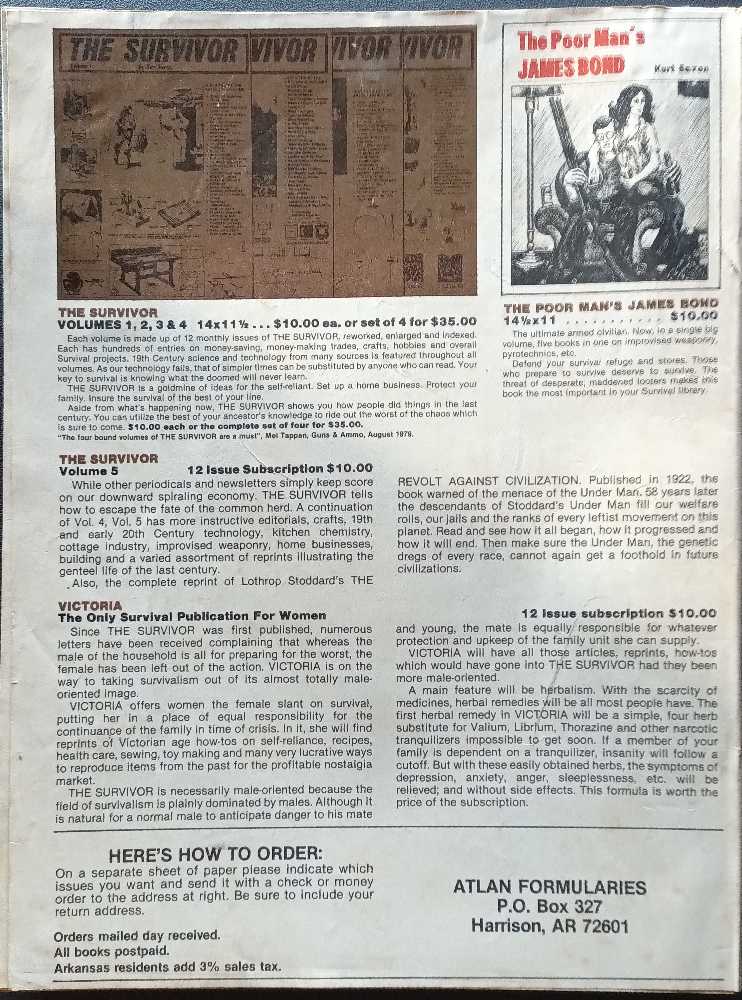 THE SURVIVOR VIVOR VIVOR VIVOR
The Poor Man's
JAMES BOND
Kurt Saxon
THE SURVIVOR
VOLUMES 1, 2, 3 & 4 14x11½ ... $10.00 ea. or set of 4 for $35.00
Each volume is made up of 12 monthly issues of THE SURVIVOR, reworked, enlarged and indexed.
Each has hundreds of entries on money-saving, money-making trades, crafts, hobbies and overall
Survival projects. 19th Century science and technology from many sources is featured throughout all
volumes. As our technology fails, that of simpler times can be substituted by anyone who can read. Your
key to survival is knowing what the doomed will never learn.
THE SURVIVOR is a goldmine of ideas for the self-reliant. Set up a home business. Protect your
family. Insure the survival of the best of your line.
Aside from what's happening now, THE SURVIVOR shows you how people did things in the last
century. You can utilize the best of your ancestor's knowledge to ride out the worst of the chaos which
is sure to come. $10.00 each or the complete set of four for $35.00.
"The four bound volumes of THE SURVIVOR are a must", Mel Tappan, Guns & Ammo, August 1979.
THE POOR MAN'S JAMES BOND
14½x11 ........... $10.00
The ultimate armed civilian. Now, in a single big
volume, five books in one on improvised weaponry,
pyrotechnics, etc.
Defend your survival refuge and stores. Those
who prepare to survive deserve to survive. The
threat of desperate, maddened looters makes this
book the most important in your Survival library.
THE SURVIVOR
Volume 5 12 Issue Subscription $10.00
While other periodicals and newsletters simply keep score
on our downward spiraling economy. THE SURVIVOR tells
how to escape the fate of the common herd. A continuation
of Vol. 4, Vol. 5 has more instructive editorials, crafts, 19th
and early 20th Century technology, kitchen chemistry,
cottage industry, improvised weaponry, home businesses,
building and a varied assortment of reprints illustrating the
genteel life of the last century.
Also, the complete reprint of Lothrop Stoddard's THE
REVOLT AGAINST CIVILIZATION. Published in 1922, the
book warned of the menace of the Under Man. 58 years later
the descendants of Stoddard's Under Man fill our welfare
rolls, our jails and the ranks of every leftist movement on this
planet. Read and see how it all began, how it progressed and
how it will end. Then make sure the Under Man, the genetic
dregs of every race, cannot again get a foothold in future
civilizations.
VICTORIA
The Only Survival Publication For Women
12 Issue subscription $10.00
Since THE SURVIVOR was first published, numerous
letters have been received complaining that whereas the
male of the household is all for preparing for the worst, the
female has been left out of the action. VICTORIA is on the
way to taking survivalism out of its almost totally male-
oriented image.
VICTORIA offers women the female slant on survival,
putting her in a place of equal responsibility for the
continuance of the family in time of crisis. In it, she will find
reprints of Victorian age how-tos on self-reliance, recipes,
health care, sewing, toy making and many very lucrative ways
to reproduce items from the past for the profitable nostalgia
market.
THE SURVIVOR is necessarily male-oriented because the
field of survivalism is plainly dominated by males. Although it
is natural for a normal male to anticipate danger to his mate
and young, the mate is equally responsible for whatever
protection and upkeep of the family unit she can supply.
VICTORIA will have all those articles, reprints, how-tos
which would have gone into THE SURVIVOR had they been
more male-oriented.
A main feature will be herbalism. With the scarcity of
medicines, herbal remedies will be all most people have. The
first herbal remedy in VICTORIA will be a simple, four herb
substitute for Valium, Librium, Thorazine and other narcotic
tranquilizers impossible to get soon. If a member of your
family is dependent on a tranquilizer, insanity will follow a
cutoff. But with these easily obtained herbs, the symptoms of
depression, anxiety, anger, sleeplessness, etc. will be
relieved; and without side effects. This formula is worth the
price of the subscription.
HERE'S HOW TO ORDER:
On a separate sheet of paper please indicate which
issues you want and send it with a check or money
order to the address at right. Be sure to include your
return address.
Orders mailed day received.
All books postpaid.
Arkansas residents add 3% sales tax.
ATLAN FORMULARIES
P.O. Box 327
Harrison, AR 72601